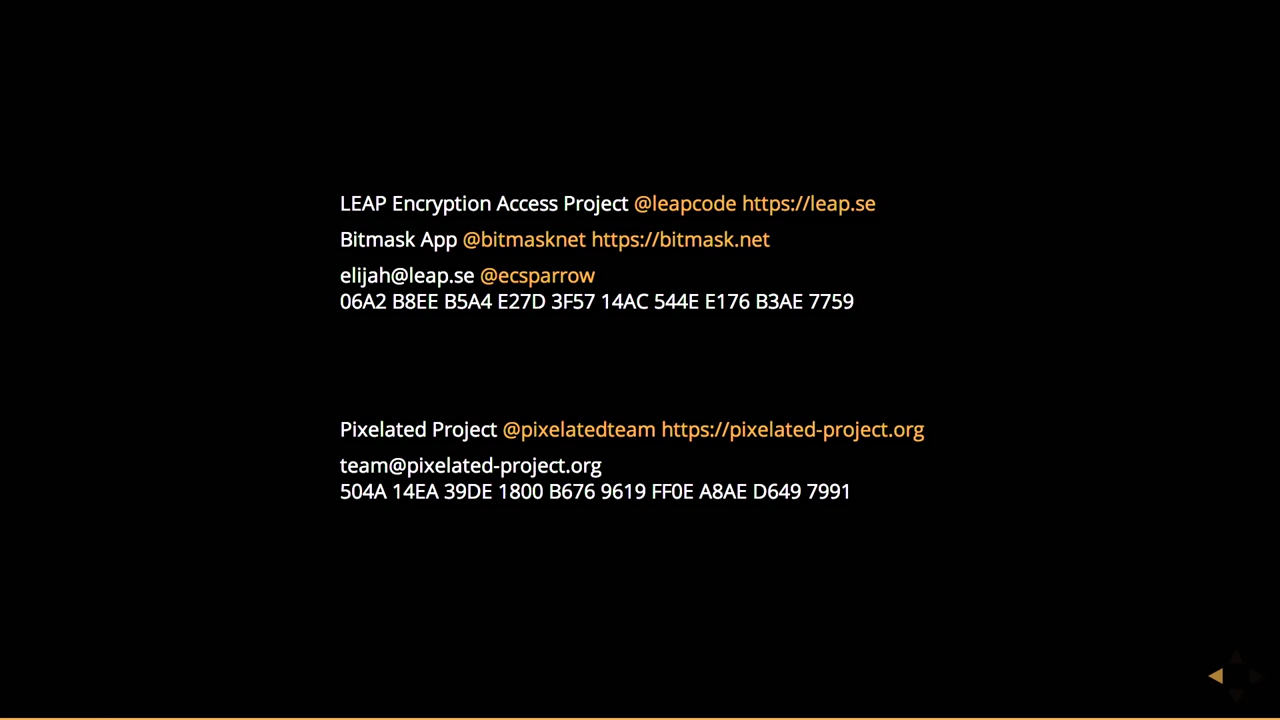 LEAP Encryption Access Project @leapcode https://leap.se
Bitmask App @bitmasknet https://bitmask.net
elijah@leap.se @ecsparrow
06A2 B8EE B5A4 E27D 3F57 14AC 544E E176 B3AE 7759
Pixelated Project @pixelatedteam https://pixelated-project.org
team@pixelated-project.org
504A 14EA 39DE 1800 B676 9619 FF0E A8AE D649 7991